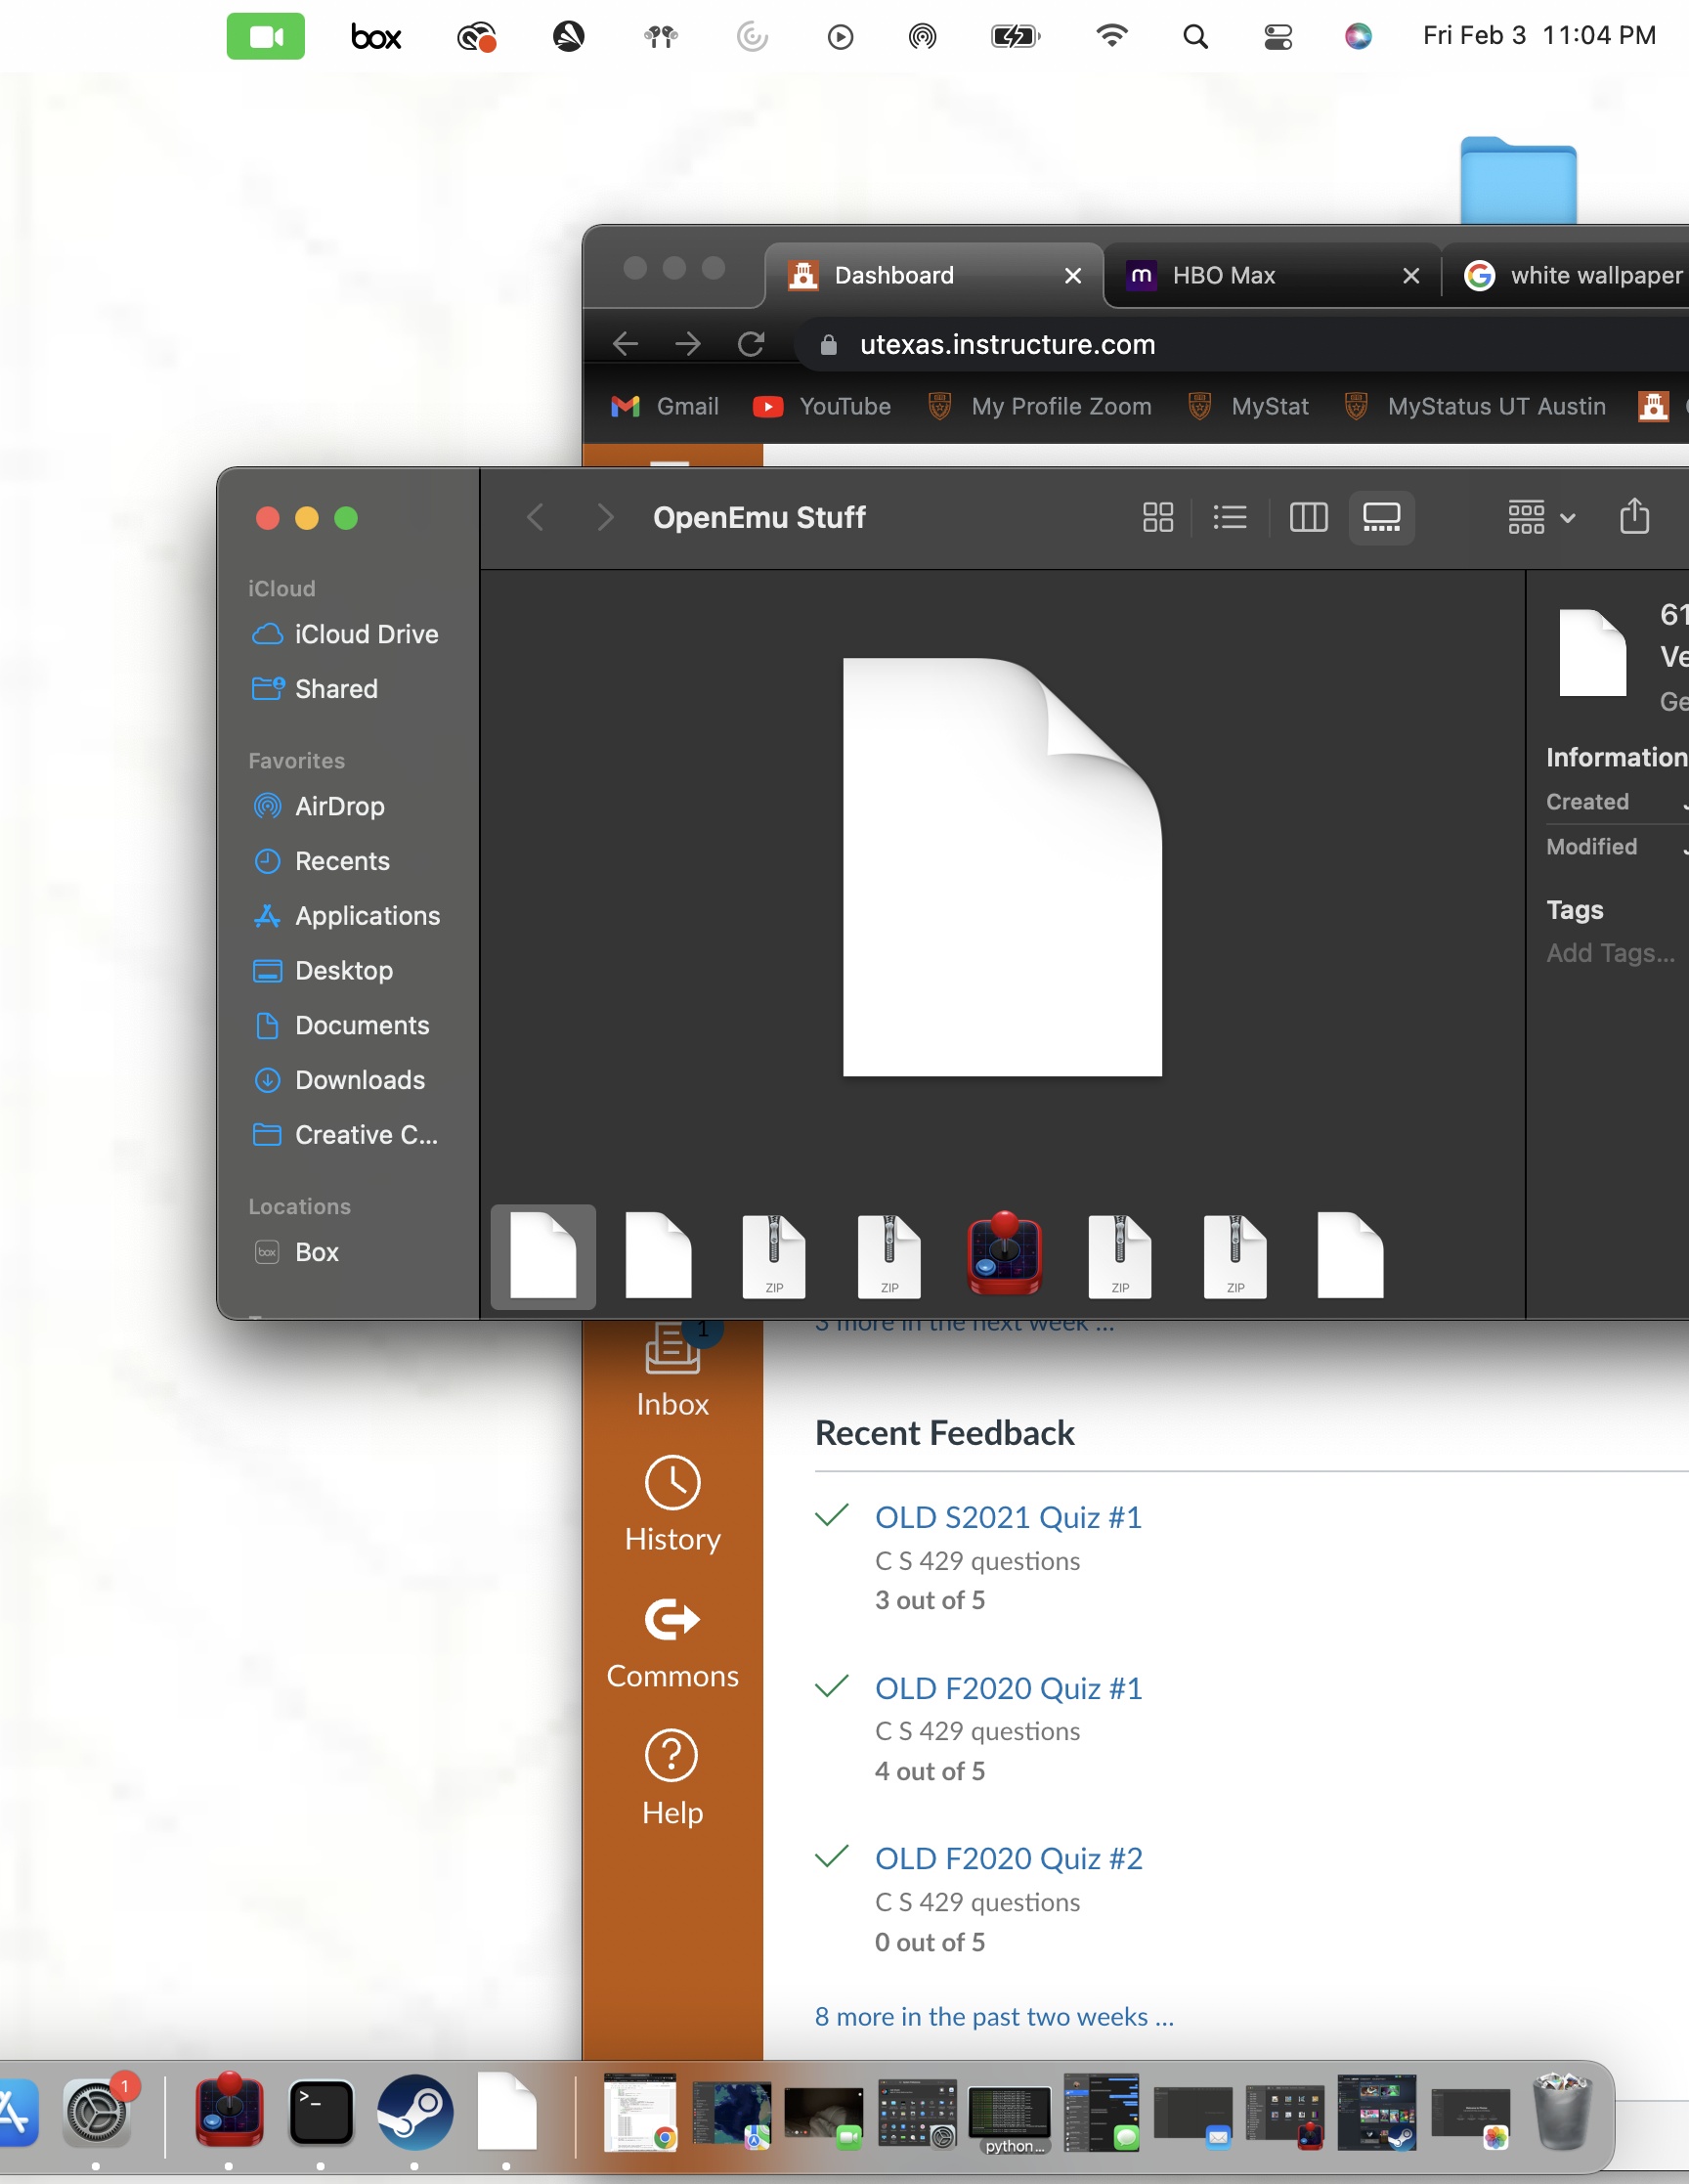 box
Fri Feb 3 11:04 PM
Dashboard
HBO Max
white wallpaper
utexas.instructure.com
Gmail
YouTube
My Profile Zoom
MyStat
MyStatus UT Austin
OpenEmu Stuff
iCloud
iCloud Drive
Shared
Favorites
AirDrop
Recents
Applications
Desktop
Documents
Downloads
Creative C...
Locations
box
Box
61
Ve
Ge
Information
Created
Modified
Tags
Add Tags...
ZIP
ZIP
ZIP
ZIP
3 more in the next week ...
1
Inbox
History
Commons
Help
Recent Feedback
OLD S2021 Quiz #1
C S 429 questions
3 out of 5
OLD F2020 Quiz #1
C S 429 questions
4 out of 5
OLD F2020 Quiz #2
C S 429 questions
0 out of 5
8 more in the past two weeks ...
1
>_
python...